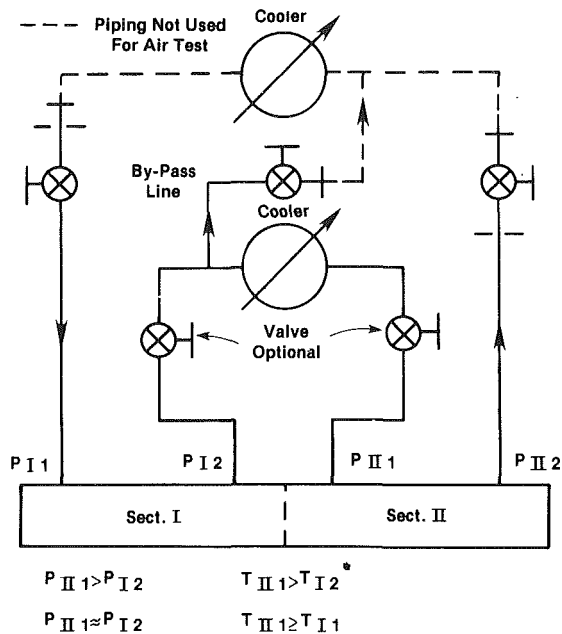 Piping Not Used
For Air Test
Cooler
By-Pass
Line
Cooler
Valve
Optional
P I 1
P I 2
P II 1
P II 2
Sect. I
Sect. II
P II 1>P I 2
T II 1>T I 2*
P II 1≈P I 2
T II 1≥T I 1